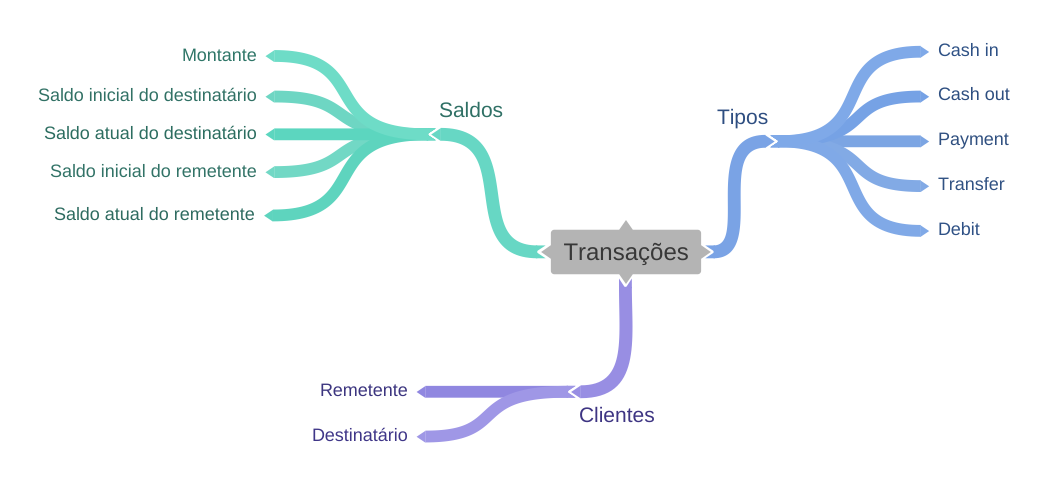 Montante
Saldo inicial do destinatário
Saldo atual do destinatário
Saldo inicial do remetente
Saldo atual do remetente
Saldos
Tipos
Cash in
Cash out
Payment
Transfer
Debit
Transações
Remetente
Destinatário
Clientes